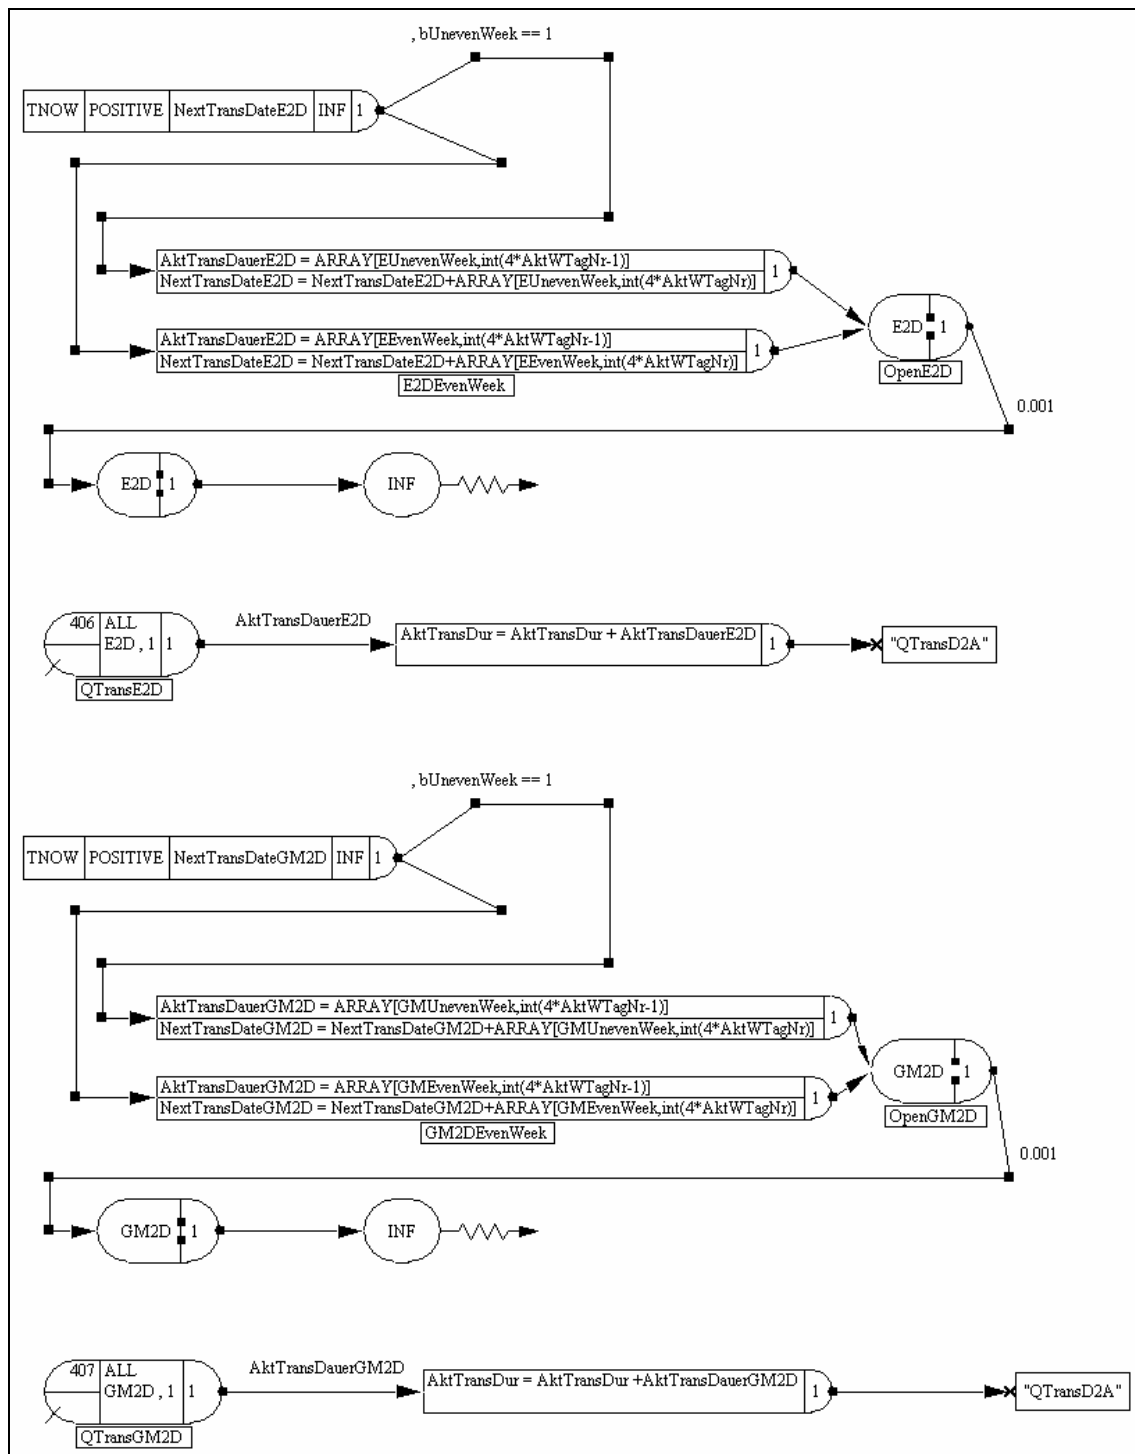 , bUnevenWeek == 1
TNOW POSITIVE NextTransDateE2D INF 1
AktTransDauerE2D = ARRAY[EUnevenWeek,int(4*AktWTagNr-1)]
NextTransDateE2D = NextTransDateE2D+ARRAY[EUnevenWeek,int(4*AktWTagNr)]
1
AktTransDauerE2D = ARRAY[EEvenWeek,int(4*AktWTagNr-1)]
NextTransDateE2D = NextTransDateE2D+ARRAY[EEvenWeek,int(4*AktWTagNr)]
1
E2DEvenWeek
E2D 1
OpenE2D
0.001
E2D 1
INF
406 ALL
E2D , 1 1
QTransE2D
AktTransDauerE2D
AktTransDur = AktTransDur + AktTransDauerE2D
1
"QTransD2A"
, bUnevenWeek == 1
TNOW POSITIVE NextTransDateGM2D INF 1
AktTransDauerGM2D = ARRAY[GMUnevenWeek,int(4*AktWTagNr-1)]
NextTransDateGM2D = NextTransDateGM2D+ARRAY[GMUnevenWeek,int(4*AktWTagNr)]
1
AktTransDauerGM2D = ARRAY[GMEvenWeek,int(4*AktWTagNr-1)]
NextTransDateGM2D = NextTransDateGM2D+ARRAY[GMEvenWeek,int(4*AktWTagNr)]
1
GM2DEvenWeek
GM2D 1
OpenGM2D
0.001
GM2D 1
INF
407 ALL
GM2D , 1 1
QTransGM2D
AktTransDauerGM2D
AktTransDur = AktTransDur +AktTransDauerGM2D
1
"QTransD2A"